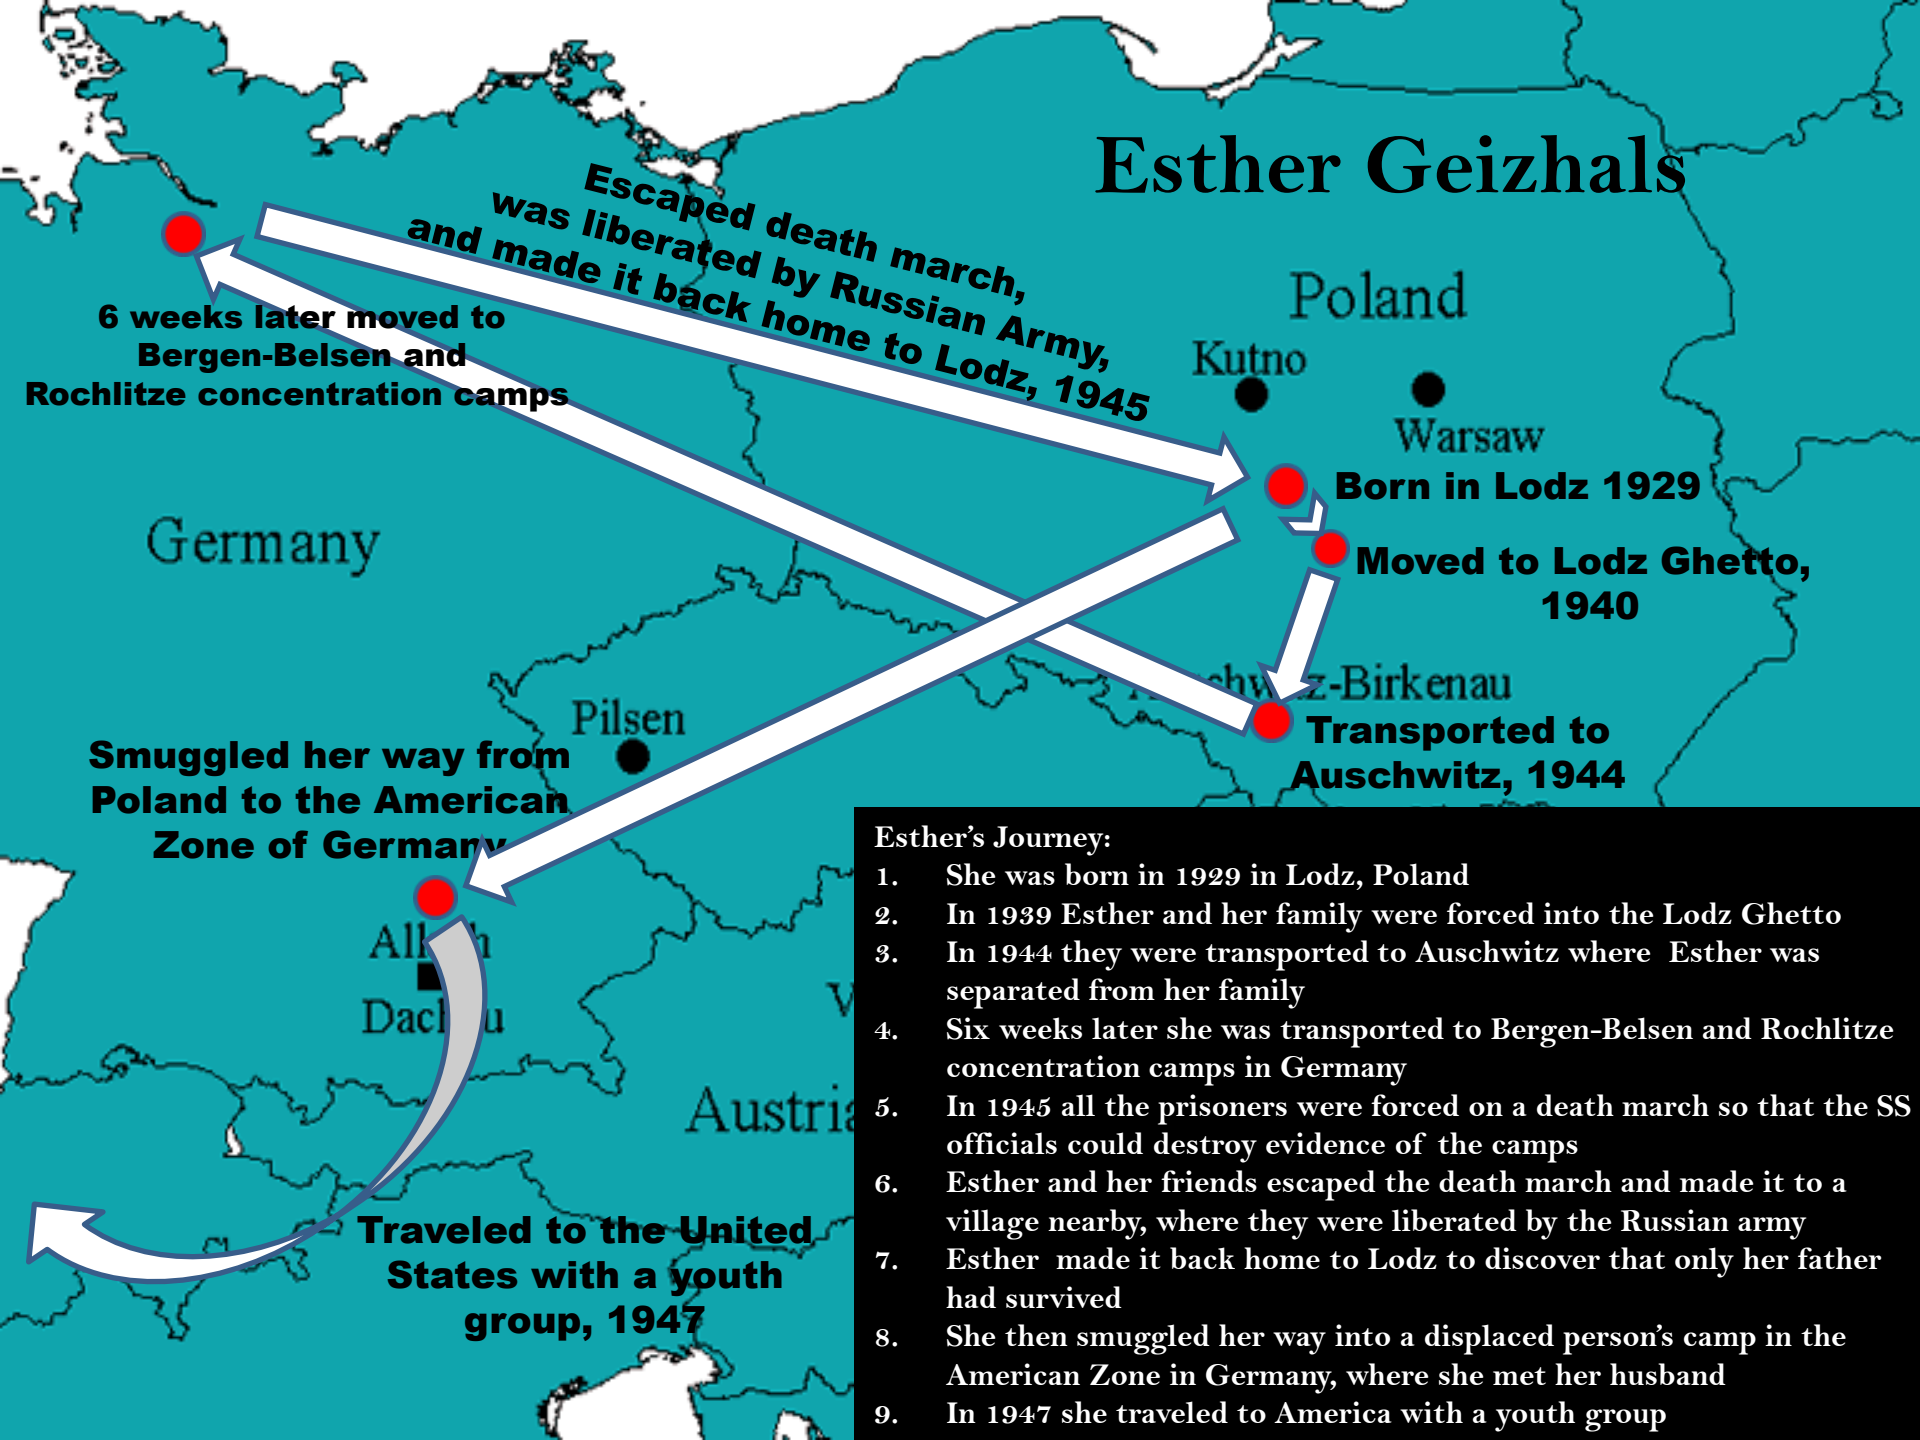 Esther Geizhals
Escaped death march,
was liberated by Russian Army,
and made it back home to Lodz, 1945
Poland
Kutno
Warsaw
6 weeks later moved to
Bergen-Belsen and
Rochlitze concentration camps
Born in Lodz 1929
Germany
Moved to Lodz Ghetto,
1940
-Birkenau
Pilsen
Transported to
Auschwitz, 1944
Smuggled her way from
Poland to the American
Zone of Germany
Austria
Traveled to the United
States with a youth
group, 1947
Esther’s Journey:
1. She was born in 1929 in Lodz, Poland
2. In 1939 Esther and her family were forced into the Lodz Ghetto
3. In 1944 they were transported to Auschwitz where Esther was
separated from her family
4. Six weeks later she was transported to Bergen-Belsen and Rochlitze
concentration camps in Germany
5. In 1945 all the prisoners were forced on a death march so that the SS
officials could destroy evidence of the camps
6. Esther and her friends escaped the death march and made it to a
village nearby, where they were liberated by the Russian army
7. Esther made it back home to Lodz to discover that only her father
had survived
8. She then smuggled her way into a displaced person’s camp in the
American Zone in Germany, where she met her husband
9. In 1947 she traveled to America with a youth group